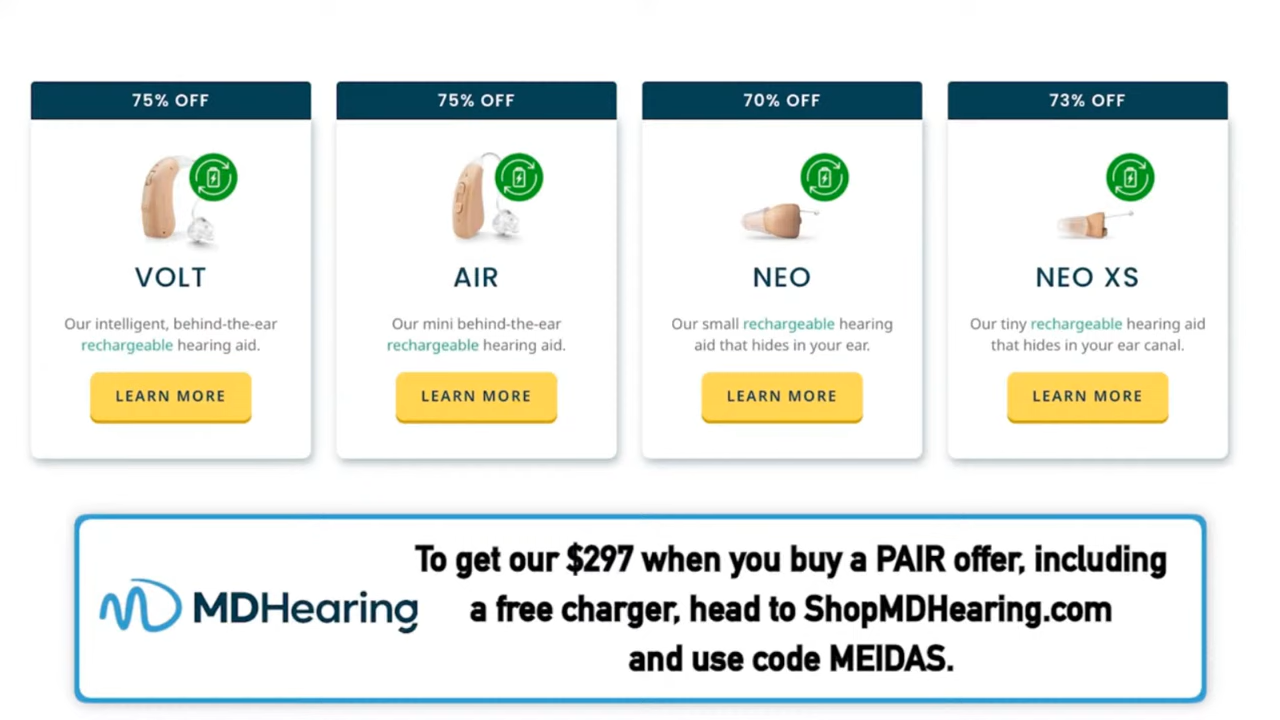 75% OFF
75% OFF
70% OFF
73% OFF
VOLT
AIR
NEO
NEO XS
Our intelligent, behind-the-ear
rechargeable hearing aid.
Our mini behind-the-ear
rechargeable hearing aid.
Our small rechargeable hearing
aid that hides in your ear.
Our tiny rechargeable hearing aid
that hides in your ear canal.
LEARN MORE
LEARN MORE
LEARN MORE
LEARN MORE
MDHearing
To get our $297 when you buy a PAIR offer, including
a free charger, head to ShopMDHearing.com
and use code MEIDAS.